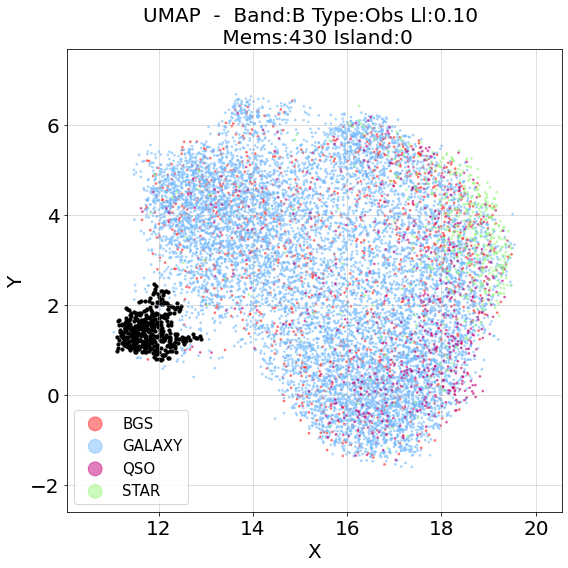 UMAP  -  Band:B Type:Obs Ll:0.10
Mems:430 Island:0
Y
6
4
2
0
−2
BGS
GALAXY
QSO
STAR
12 14 16 18 20
X